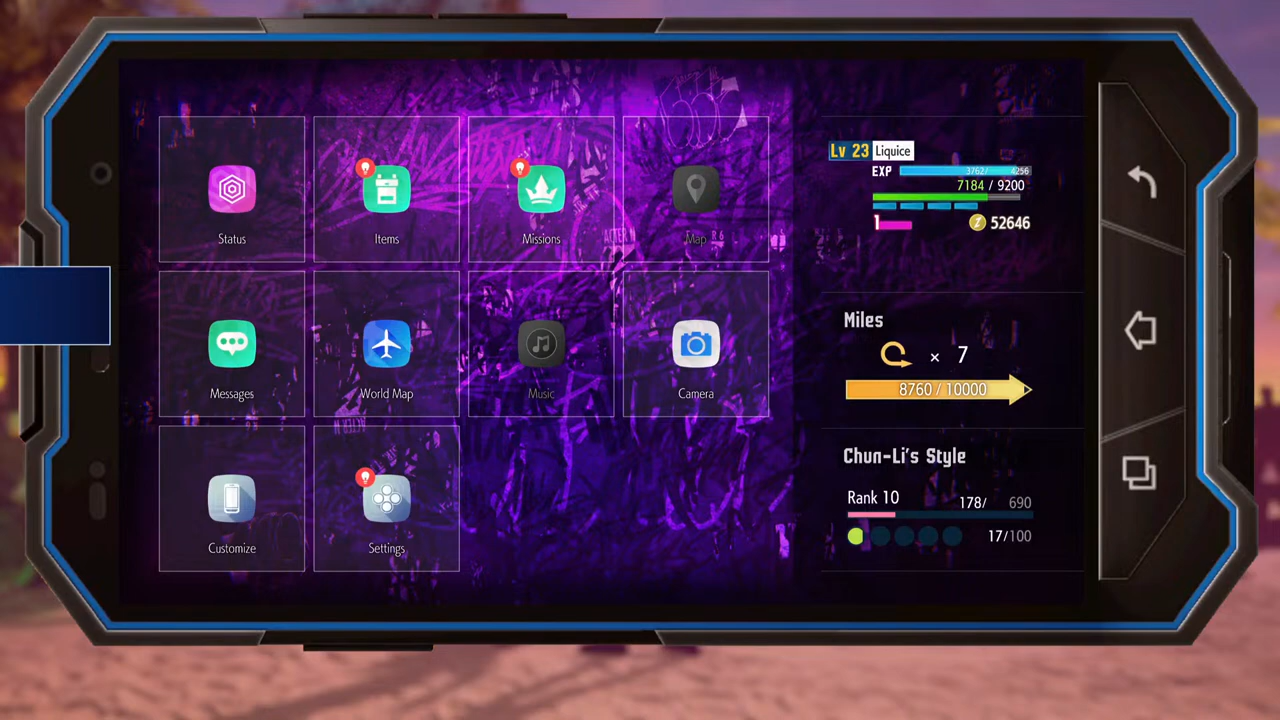 Status
Items
Missions
Map
Messages
World Map
Music
Camera
Customize
Settings
Lv 23 Liquice
EXP 3762/ 4256
7184 / 9200
1
Z 52646
Miles
× 7
8760 / 10000
Chun-Li's Style
Rank 10 178/ 690
17/100